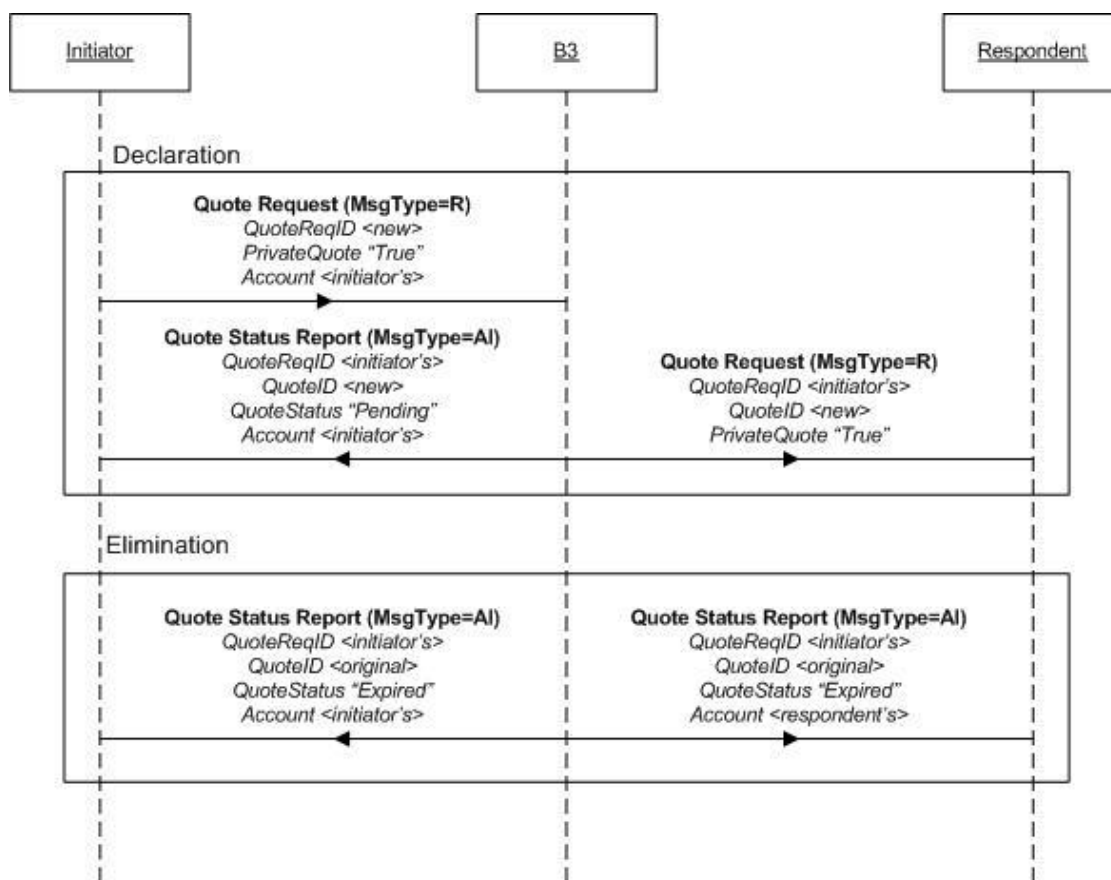 Initiator
B3
Respondent
Declaration
Quote Request (MsgType=R)
QuoteReqID <new>
PrivateQuote “True”
Account <initiator’s>
Quote Status Report (MsgType=AI)
QuoteReqID <initiator’s>
QuoteID <new>
QuoteStatus “Pending”
Account <initiator’s>
Quote Request (MsgType=R)
QuoteReqID <initiator’s>
QuoteID <new>
PrivateQuote “True”
Elimination
Quote Status Report (MsgType=AI)
QuoteReqID <initiator’s>
QuoteID <original>
QuoteStatus “Expired”
Account <initiator’s>
Quote Status Report (MsgType=AI)
QuoteReqID <initiator’s>
QuoteID <original>
QuoteStatus “Expired”
Account <respondent’s>